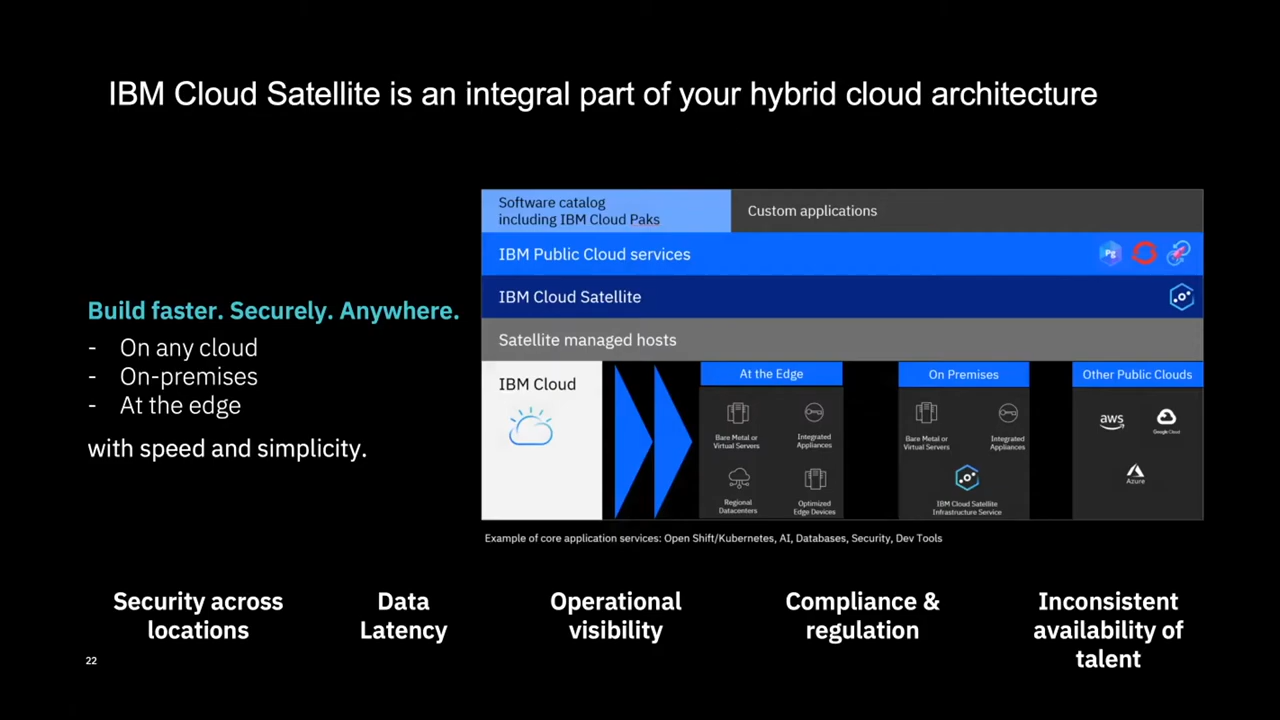 IBM Cloud Satellite is an integral part of your hybrid cloud architecture
Build faster. Securely. Anywhere.
- On any cloud
- On-premises
- At the edge
with speed and simplicity.
Software catalog
including IBM Cloud Paks
Custom applications
IBM Public Cloud services
Pg
IBM Cloud Satellite
Satellite managed hosts
IBM Cloud
At the Edge
Bare Metal or
Virtual Servers
Integrated
Appliances
Regional
Datacenters
Optimized
Edge Devices
On Premises
Bare Metal or
Virtual Servers
Integrated
Appliances
IBM Cloud Satellite
Infrastructure Service
Other Public Clouds
aws
Google Cloud
Azure
Example of core application services: Open Shift/Kubernetes, AI, Databases, Security, Dev Tools
Security across
locations
Data
Latency
Operational
visibility
Compliance &
regulation
Inconsistent
availability of
talent
22